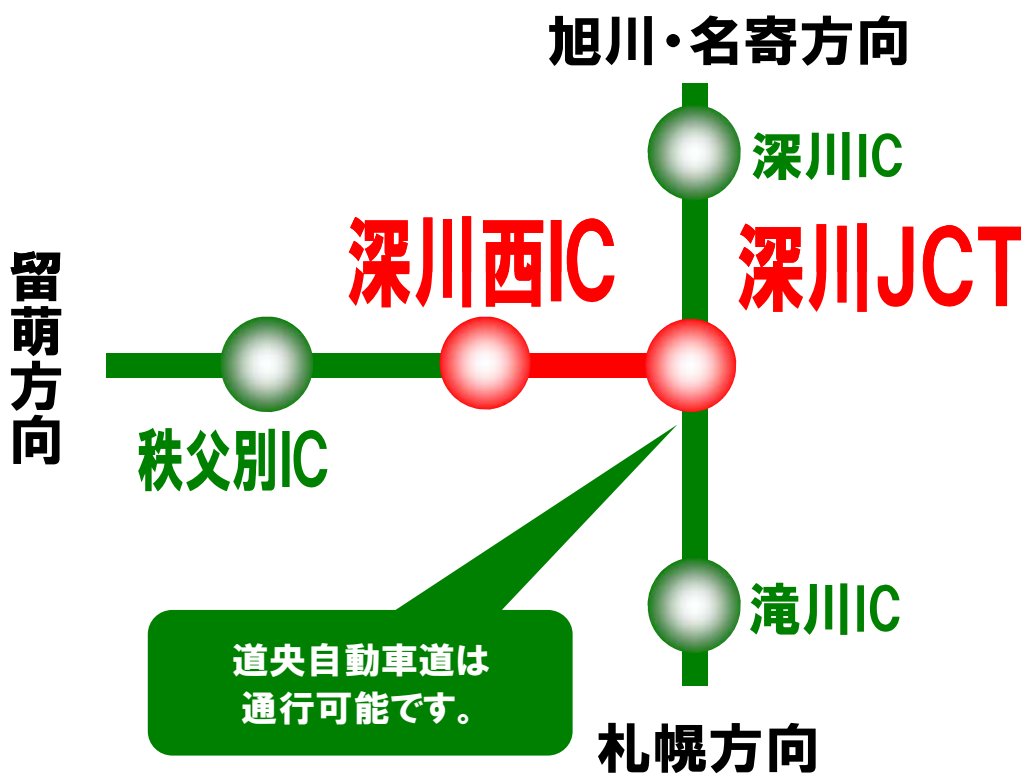 旭川・名寄方向
深川IC
深川西IC
深川JCT
留萌方向
秩父別IC
滝川IC
道央自動車道は
通行可能です。
札幌方向